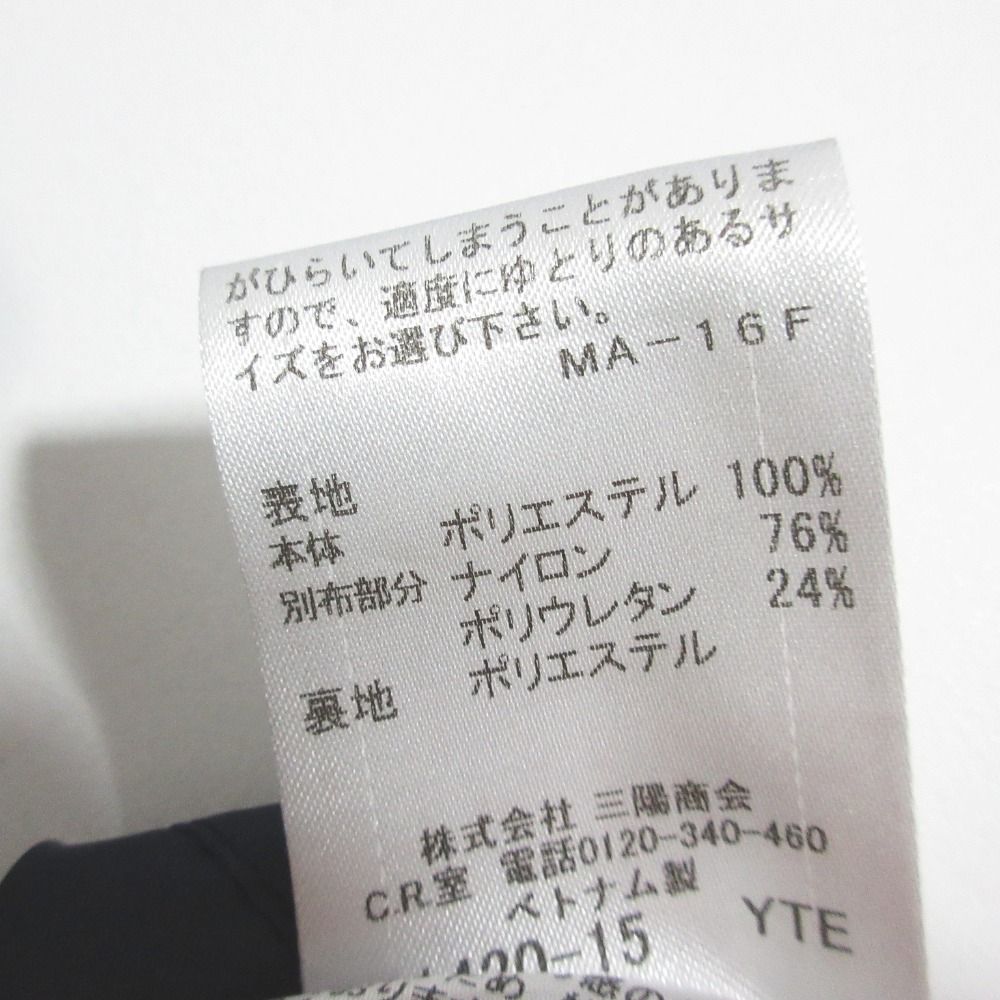 がひらいてしまうことがありま
すので、適度にゆとりのあるサ
イズをお選び下さい。
MA-16F
表地
本体 ポリエステル 100%
別布部分 ナイロン 76%
ポリウレタン 24%
裏地 ポリエステル
株式会社 三陽商会
C.R室 電話0120-340-460
ベトナム製
420-15 YTE